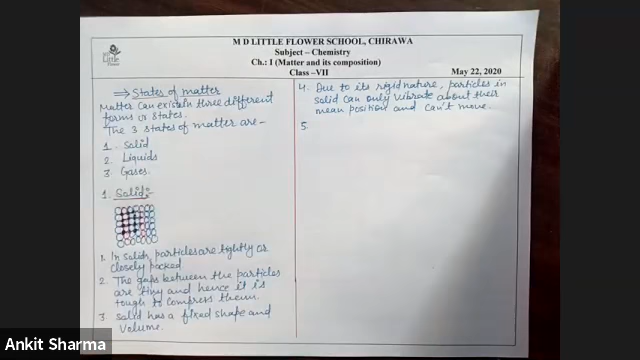 M D LITTLE FLOWER SCHOOL, CHIRAWA
Subject – Chemistry
Ch.: I (Matter and its composition)
Class –VII
May 22, 2020
Little
Flower
⇒ States of matter
Matter can exist in three different
forms or states.
The 3 states of matter are-
1. Solid
2. Liquids
3. Gases.
1. Solid:-
1. In solid, particles are tightly or
closely packed
2. The gaps between the particles
are tiny and hence it is
tough to compress them.
3. Solid has a fixed shape and
volume.
4. Due to its rigid nature, particles in
solid can only vibrate about their
mean position and can't move.
5.
Ankit Sharma